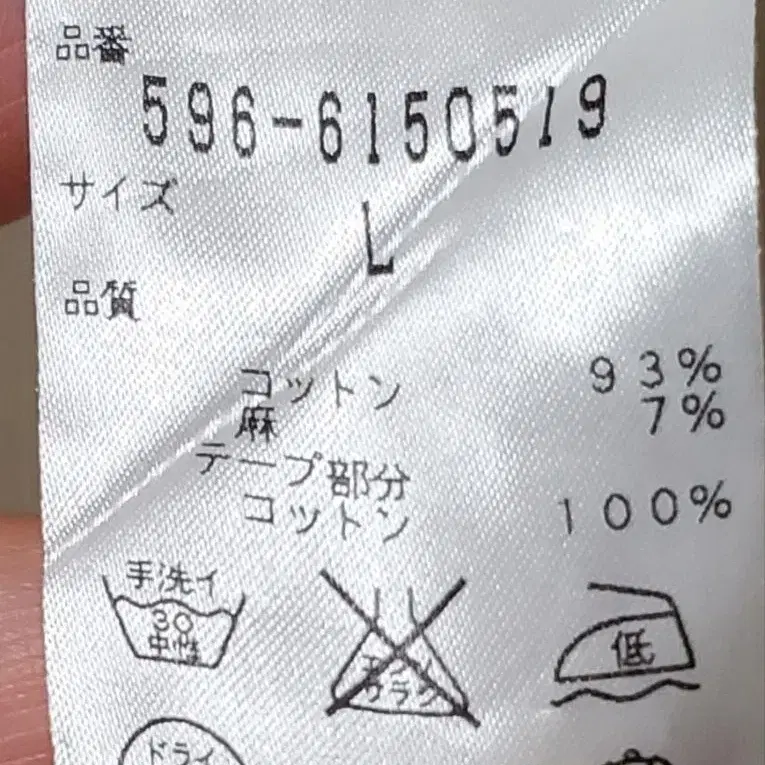 品番
596-6150519
サイズ
L
品質
コットン 93%
麻 7%
テープ部分
コットン 100%
手洗イ
30
中性
エンソ
サラシ
低
ドライ